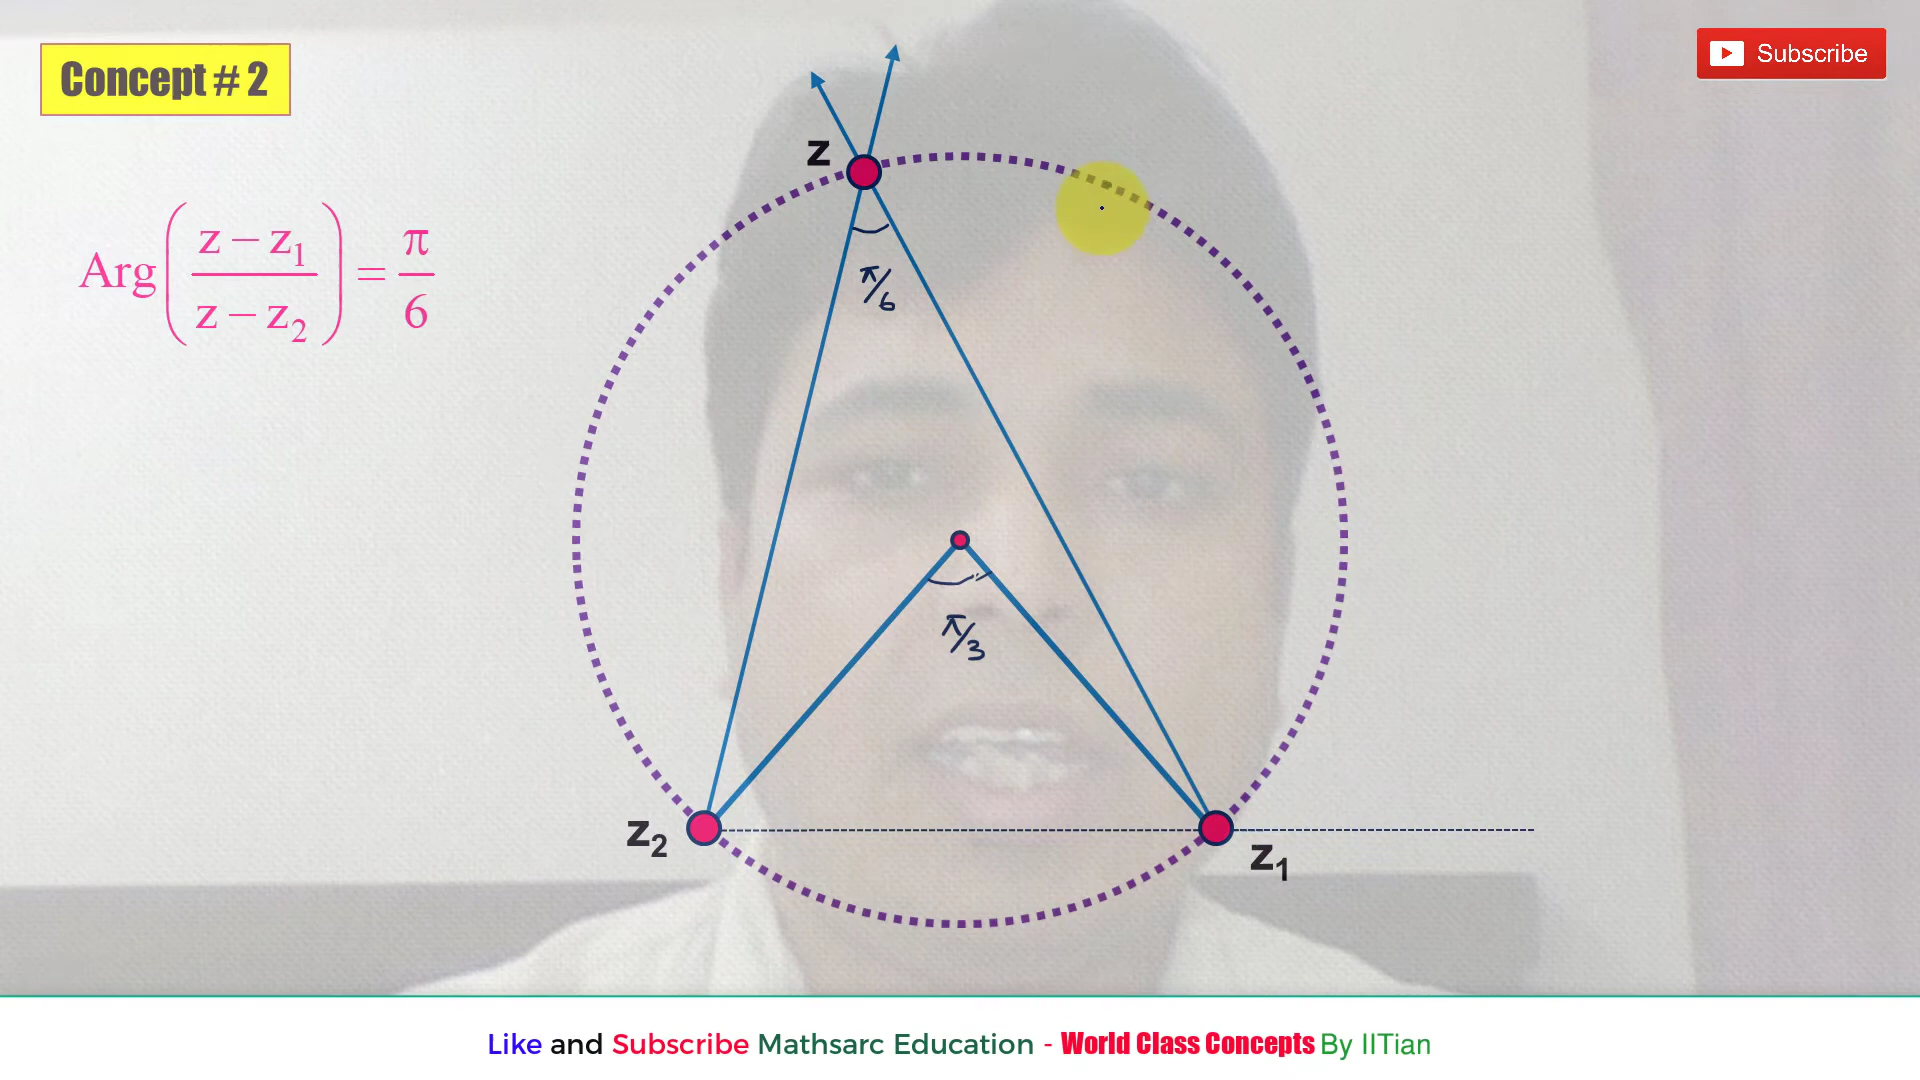 Concept # 2
Subscribe
z
Arg((z − z₁)/(z − z₂)) = π/6
π/6
π/3
z₂
z₁
Like and Subscribe Mathsarc Education - World Class Concepts By IITian